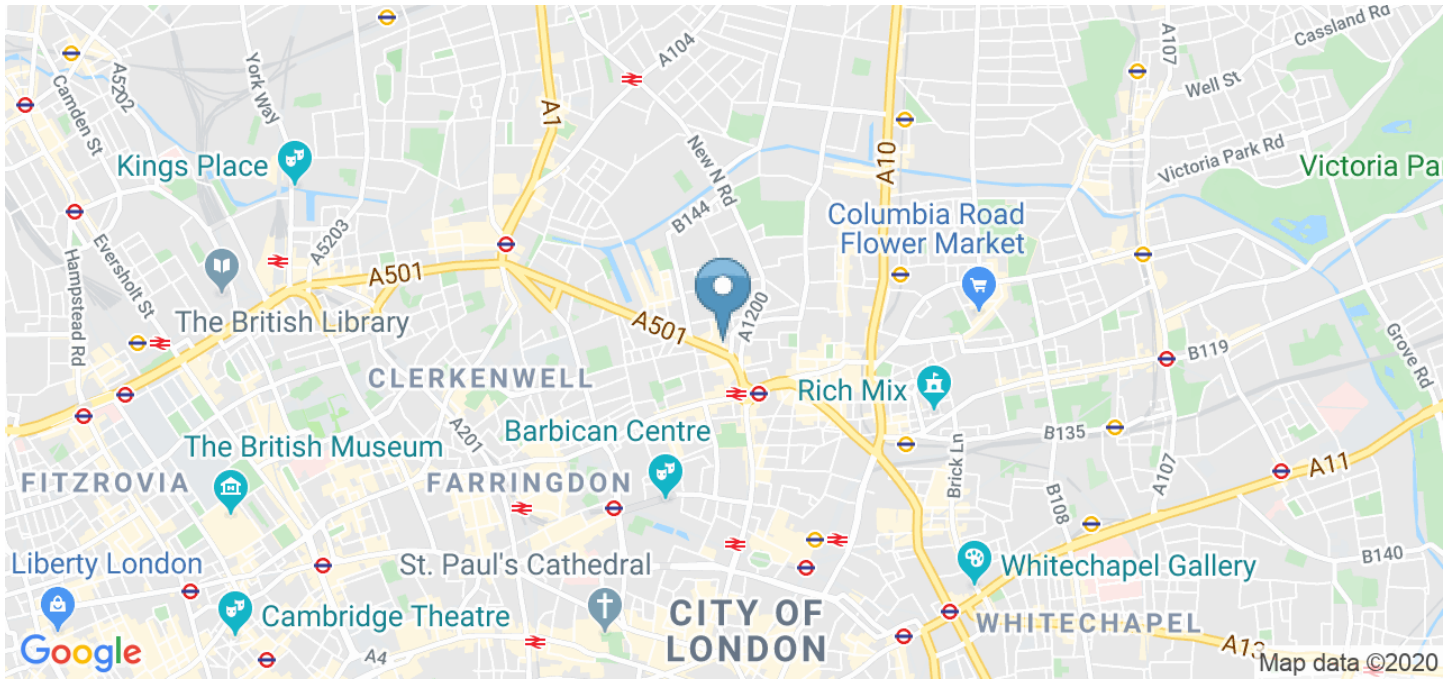 Cassland Rd
A107
A104
Well St
A5202
York Way
Camden St
A1
Victoria Park Rd
Kings Place
New N Rd
A10
Victoria Par
B144
Columbia Road
Flower Market
A5203
Eversholt St
Hampstead Rd
A501
A1200
The British Library
A501
B119
Grove Rd
CLERKENWELL
Rich Mix
A201
Barbican Centre
B135
The British Museum
FITZROVIA
FARRINGDON
Brick Ln
A107
A11
B108
Liberty London
St. Paul's Cathedral
Whitechapel Gallery
B140
Cambridge Theatre
CITY OF
LONDON
WHITECHAPEL
A4
A13
Google
Map data ©2020